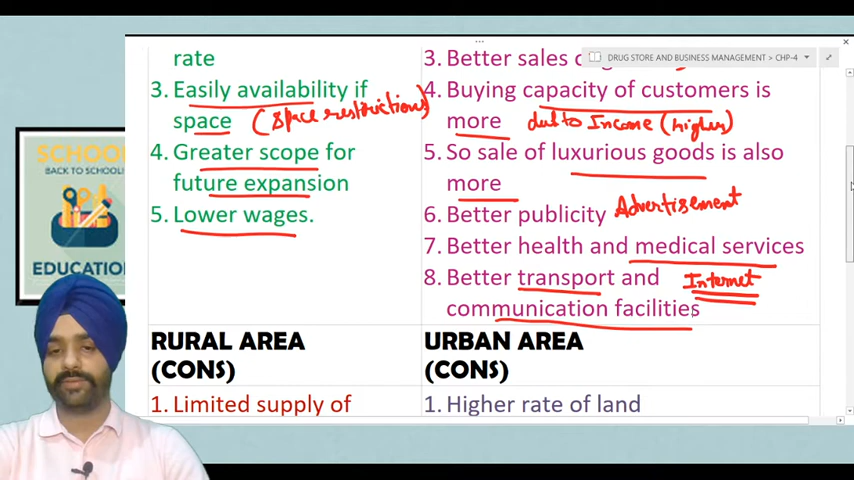 DRUG STORE AND BUSINESS MANAGEMENT > CHP-4
SCHOOL
BACK TO SCHOOL
EDUCATION
rate
3. Easily availability if
space (space restrictions)
4. Greater scope for
future expansion
5. Lower wages.
3. Better sales
4. Buying capacity of customers is
more due to Income (higher)
5. So sale of luxurious goods is also
more
6. Better publicity Advertisement
7. Better health and medical services
8. Better transport and Internet
communication facilities
RURAL AREA
(CONS)
URBAN AREA
(CONS)
1. Limited supply of
1. Higher rate of land